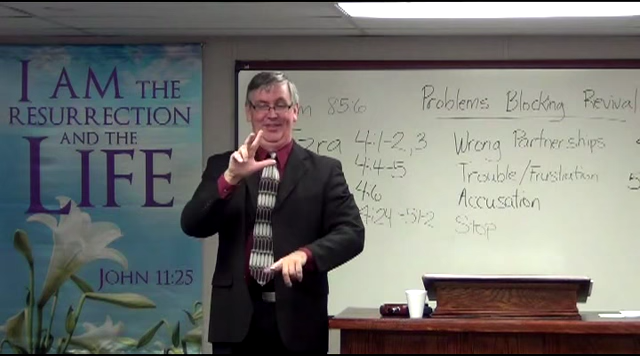 I AM THE
RESURRECTION
AND THE
LIFE
JOHN 11:25
85:6
Problems Blocking Revival
Ezra 4:1-2, 3 Wrong Partnerships
4:4-5 Trouble/Frustration
4:6 Accusation
4:24 -5:1-2 Stop